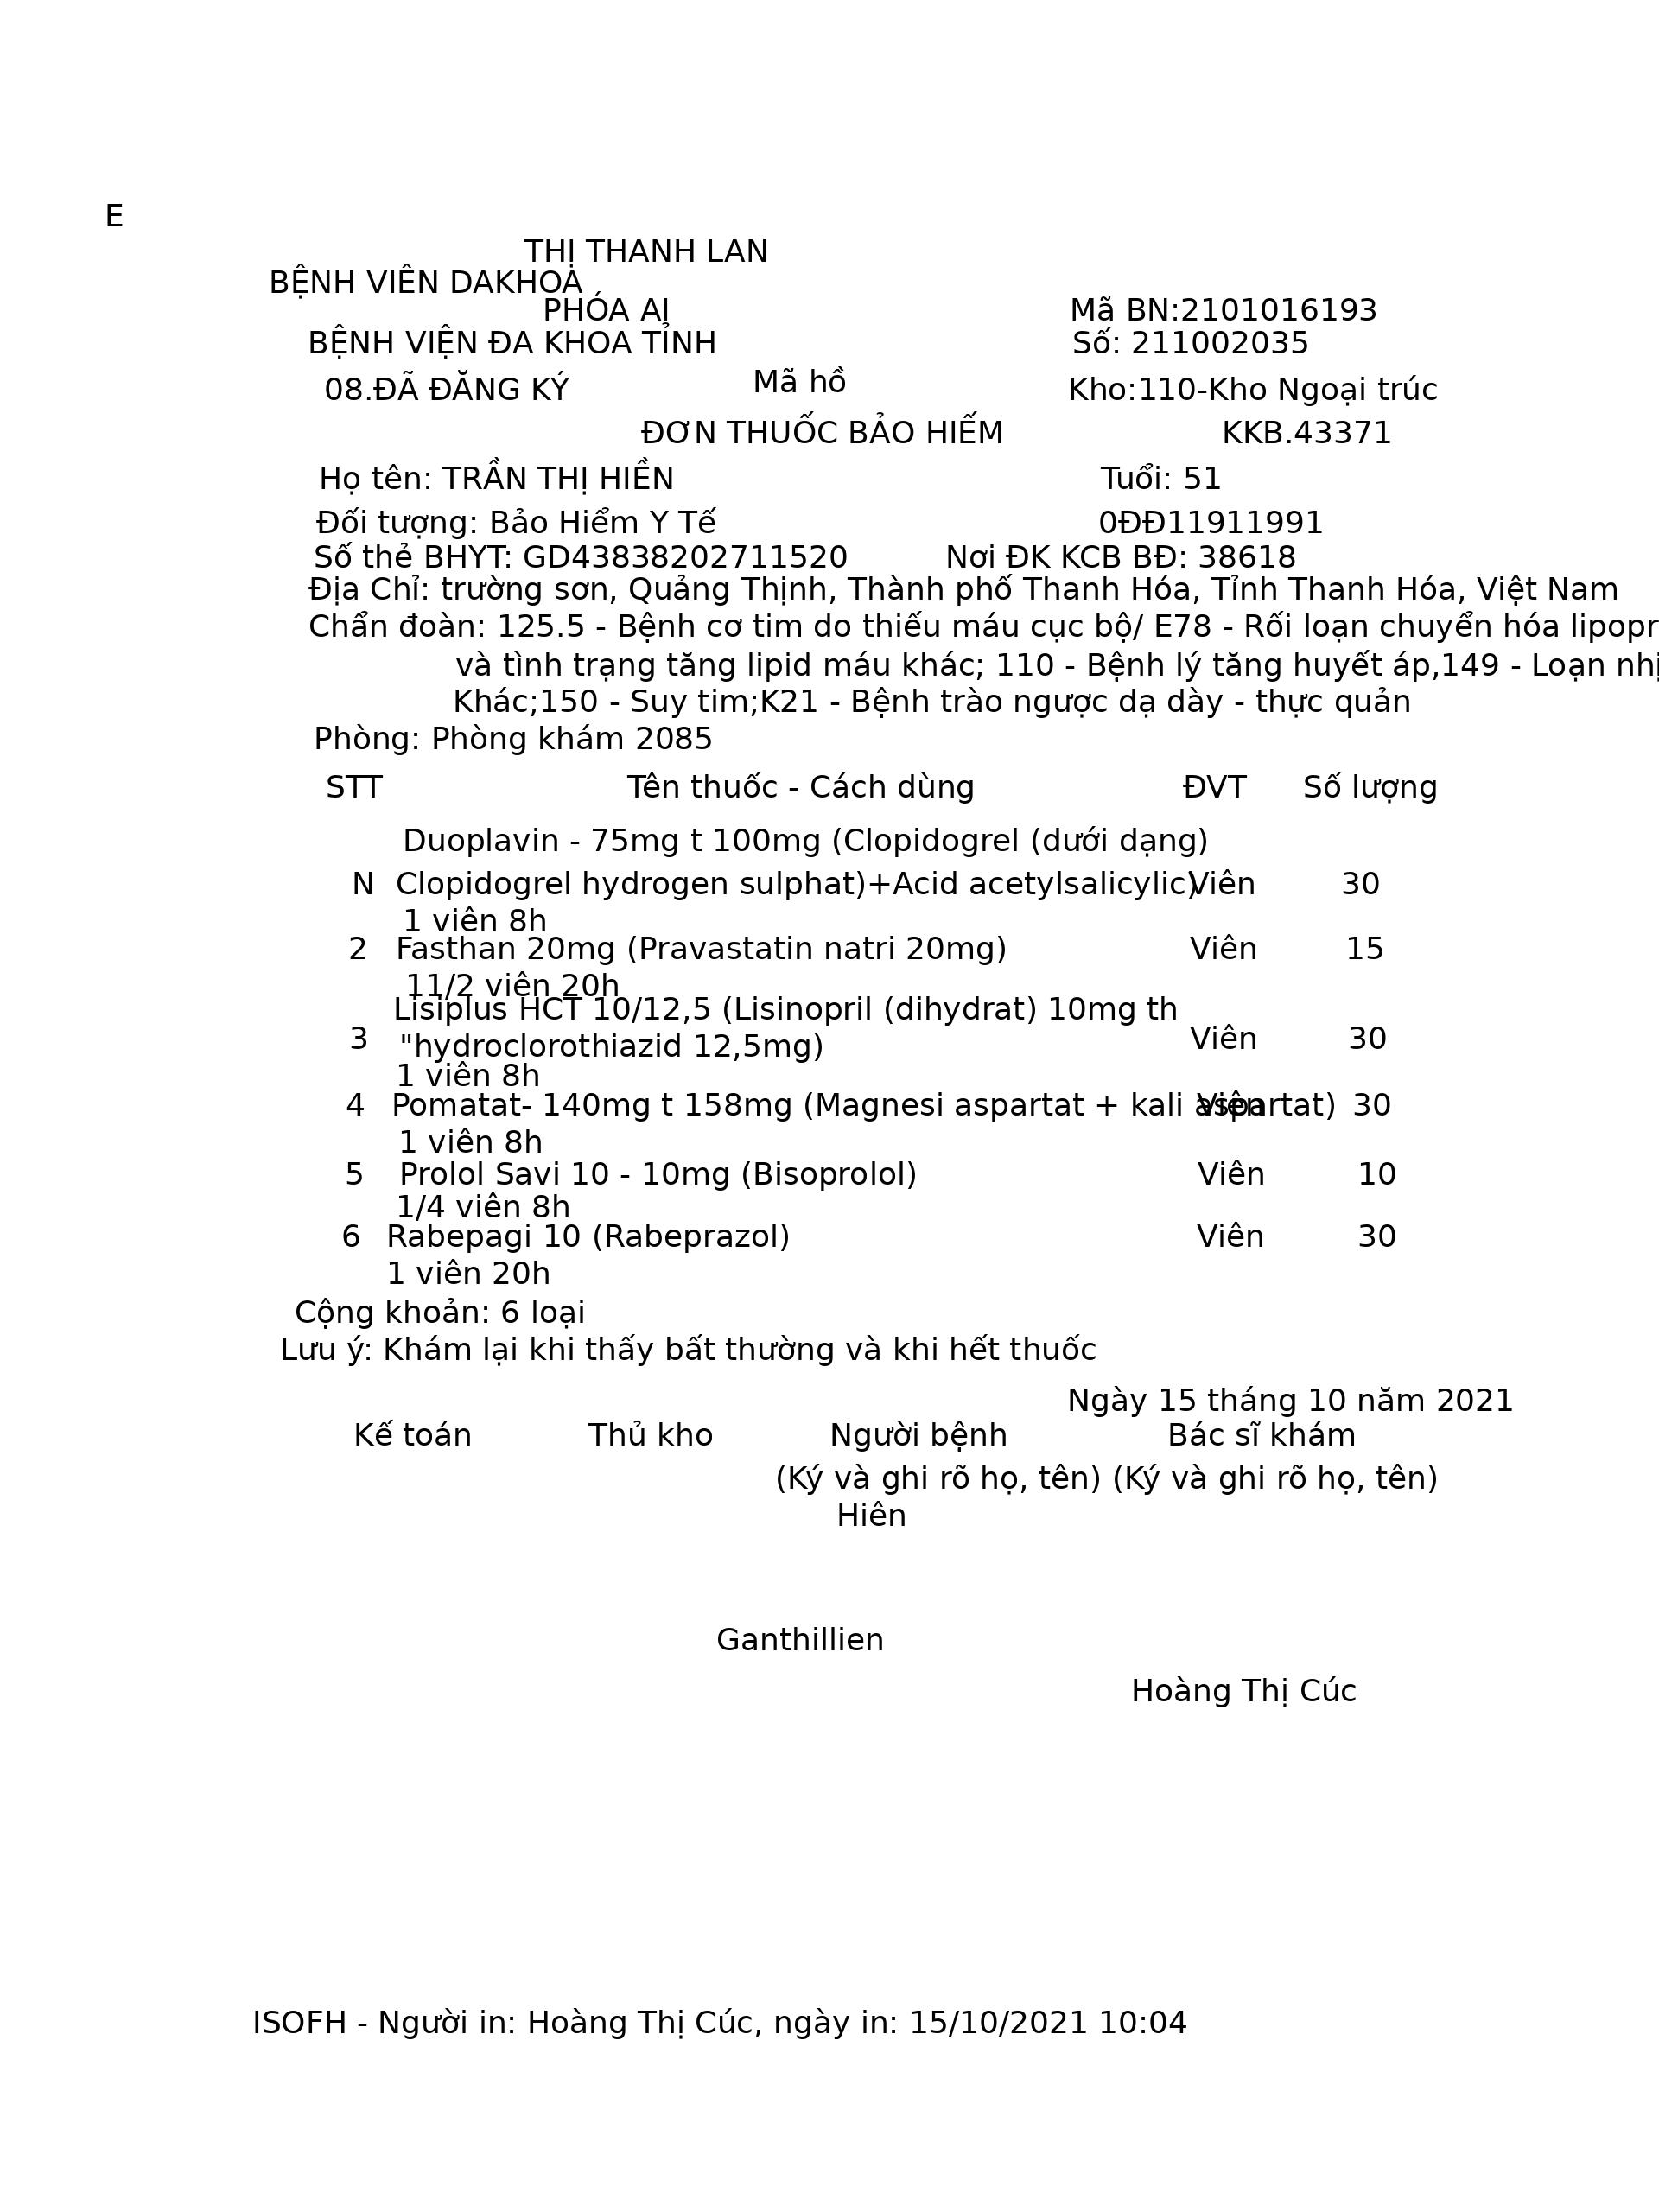 E
THỊ THANH LAN
BỆNH VIÊN DAKHOA
PHÓA AI
Mã BN:2101016193
BỆNH VIỆN ĐA KHOA TỈNH
Số: 211002035
08.ĐÃ ĐĂNG KÝ
Mã hồ
Kho:110-Kho Ngoại trúc
ĐƠN THUỐC BẢO HIẾM
KKB.43371
Họ tên: TRẦN THỊ HIỀN
Tuổi: 51
Đối tượng: Bảo Hiểm Y Tế
0ĐĐ11911991
Số thẻ BHYT: GD43838202711520
Nơi ĐK KCB BĐ: 38618
Địa Chỉ: trường sơn, Quảng Thịnh, Thành phố Thanh Hóa, Tỉnh Thanh Hóa, Việt Nam
Chẩn đoàn: 125.5 - Bệnh cơ tim do thiếu máu cục bộ/ E78 - Rối loạn chuyển hóa lipopr
và tình trạng tăng lipid máu khác; 110 - Bệnh lý tăng huyết áp,149 - Loạn nhị
Khác;150 - Suy tim;K21 - Bệnh trào ngược dạ dày - thực quản
Phòng: Phòng khám 2085
STT Tên thuốc - Cách dùng ĐVT Số lượng
Duoplavin - 75mg t 100mg (Clopidogrel (dưới dạng)
N Clopidogrel hydrogen sulphat)+Acid acetylsalicylic) Viên 30
1 viên 8h
2 Fasthan 20mg (Pravastatin natri 20mg) Viên 15
11/2 viên 20h
Lisiplus HCT 10/12,5 (Lisinopril (dihydrat) 10mg th
3 "hydroclorothiazid 12,5mg) Viên 30
1 viên 8h
4 Pomatat- 140mg t 158mg (Magnesi aspartat + kali aspartat) Viên 30
1 viên 8h
5 Prolol Savi 10 - 10mg (Bisoprolol) Viên 10
1/4 viên 8h
6 Rabepagi 10 (Rabeprazol) Viên 30
1 viên 20h
Cộng khoản: 6 loại
Lưu ý: Khám lại khi thấy bất thường và khi hết thuốc
Ngày 15 tháng 10 năm 2021
Kế toán Thủ kho Người bệnh Bác sĩ khám
(Ký và ghi rõ họ, tên) (Ký và ghi rõ họ, tên)
Hiên
Ganthillien
Hoàng Thị Cúc
ISOFH - Người in: Hoàng Thị Cúc, ngày in: 15/10/2021 10:04